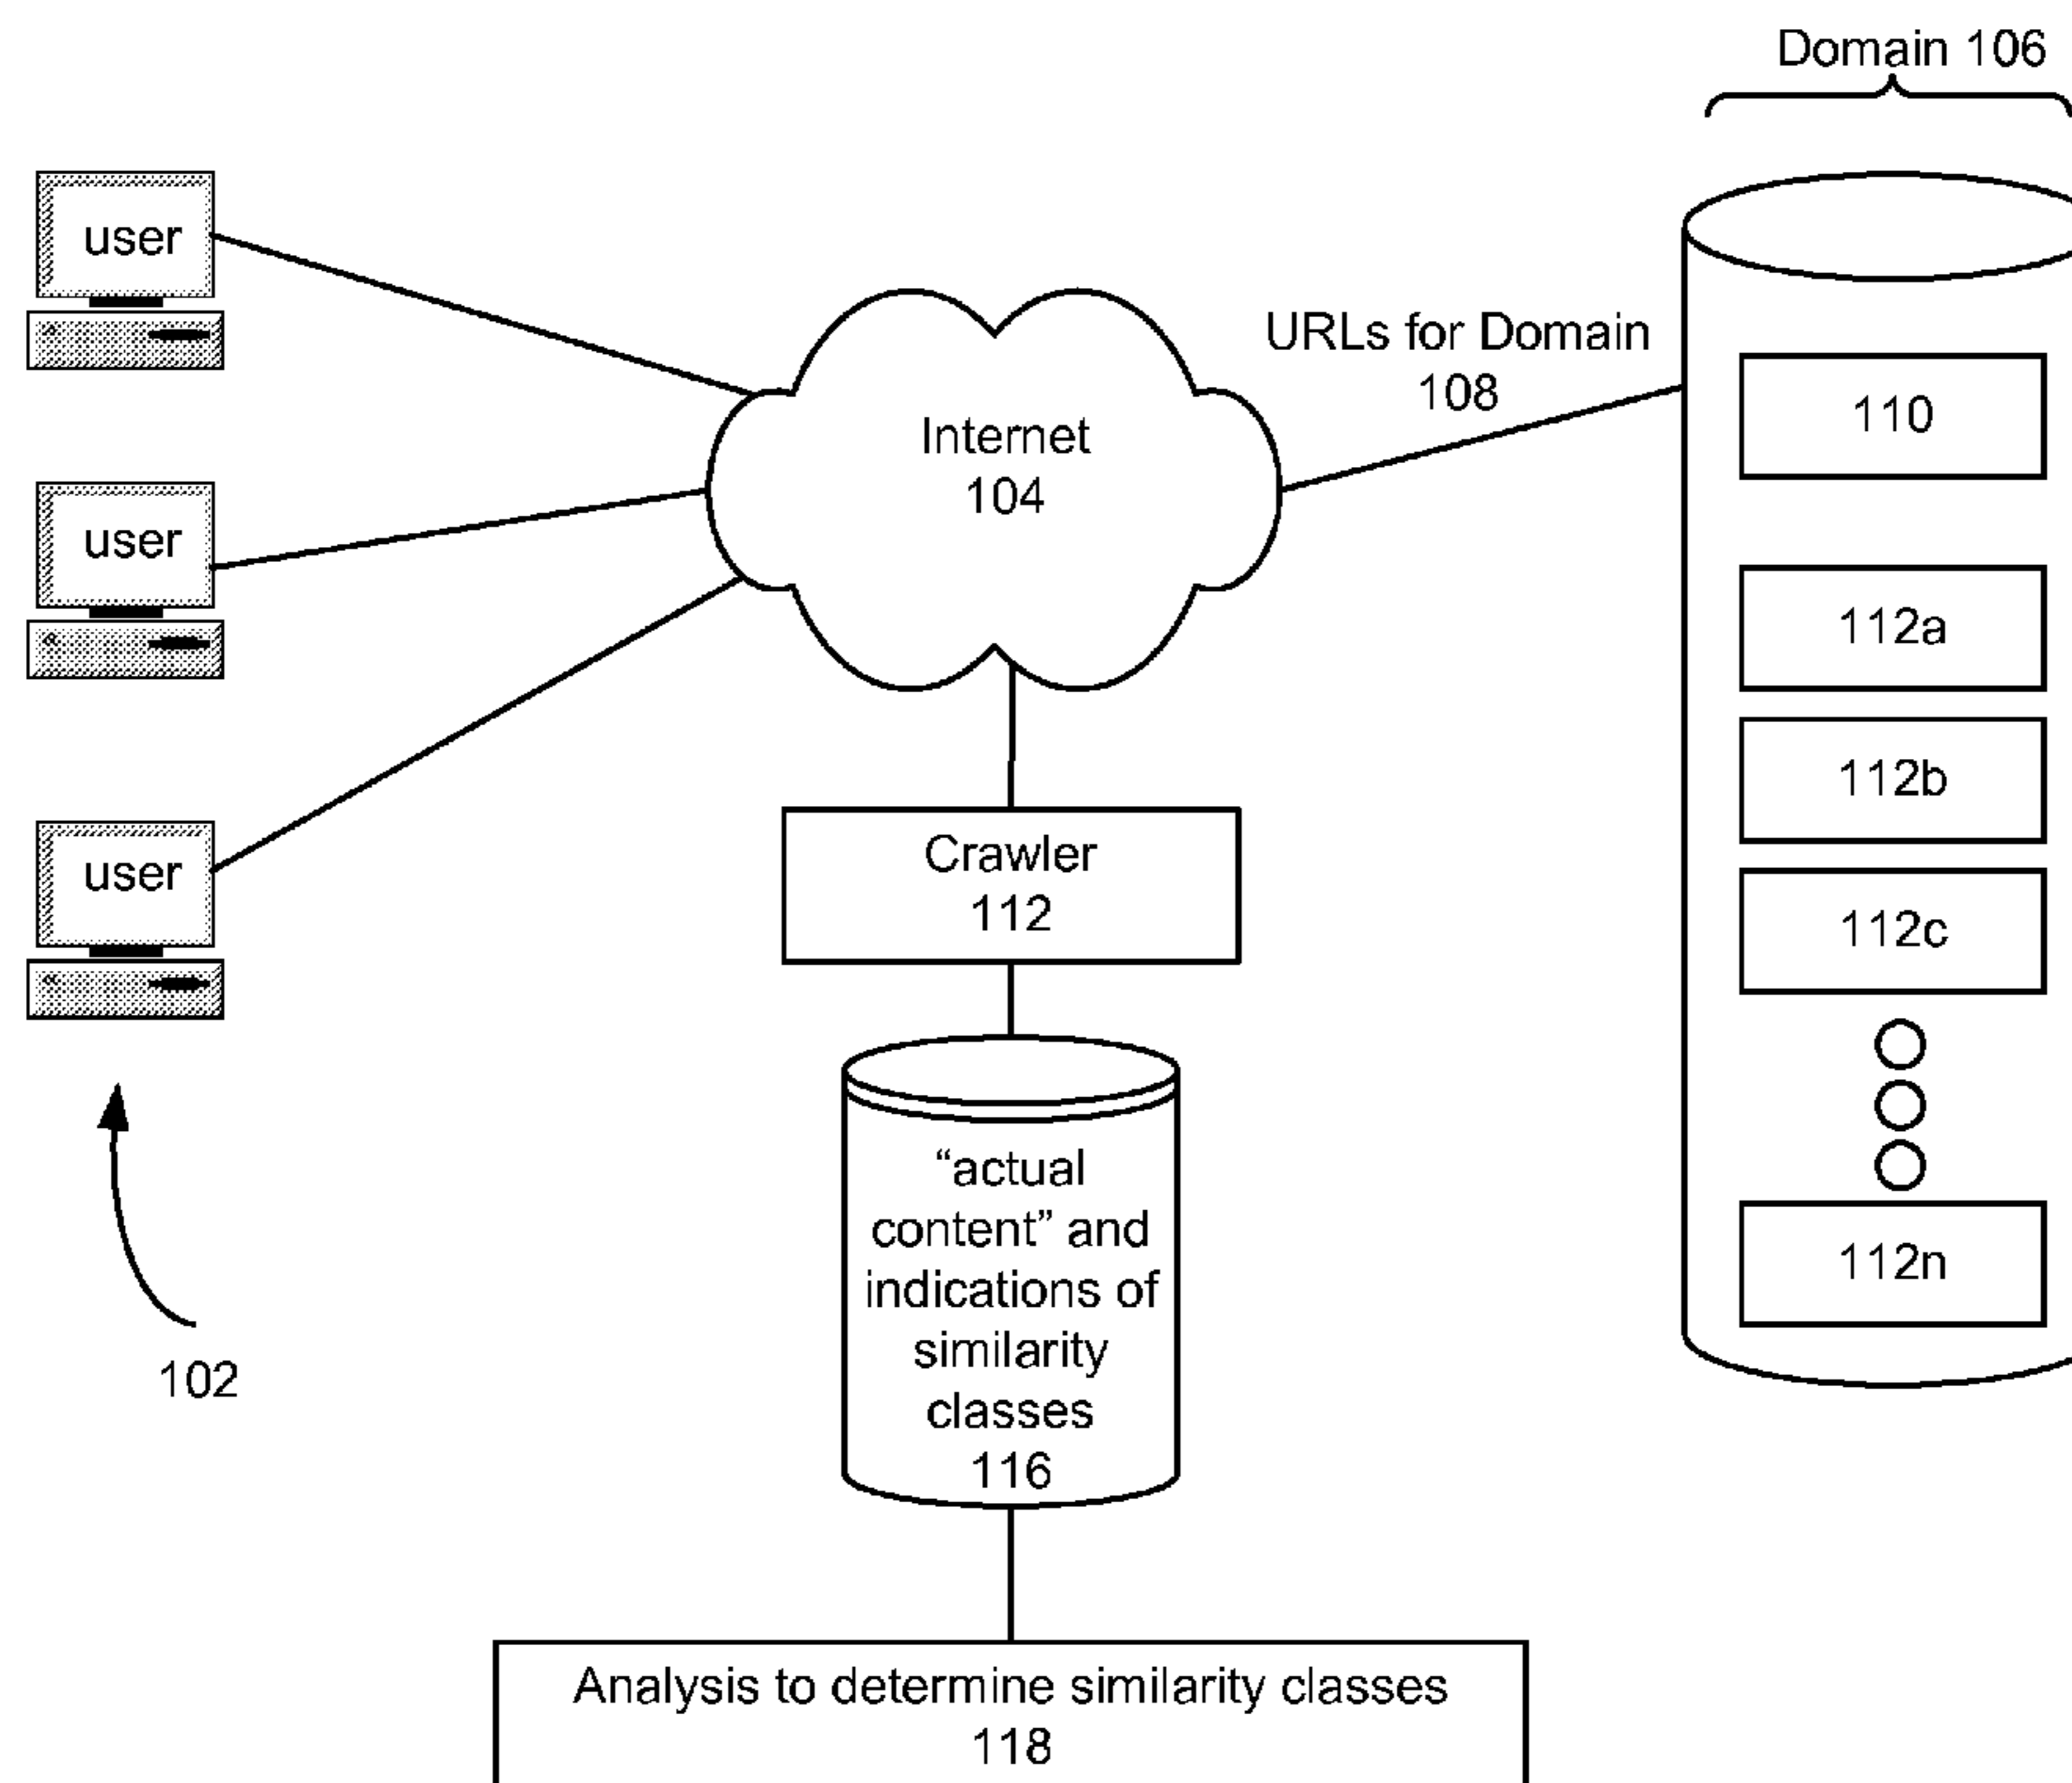 Domain 106
user
user
user
102
Internet
104
URLs for Domain
108
110
112a
112b
112c
112n
Crawler
112
“actual
content” and
indications of
similarity
classes
116
Analysis to determine similarity classes
118